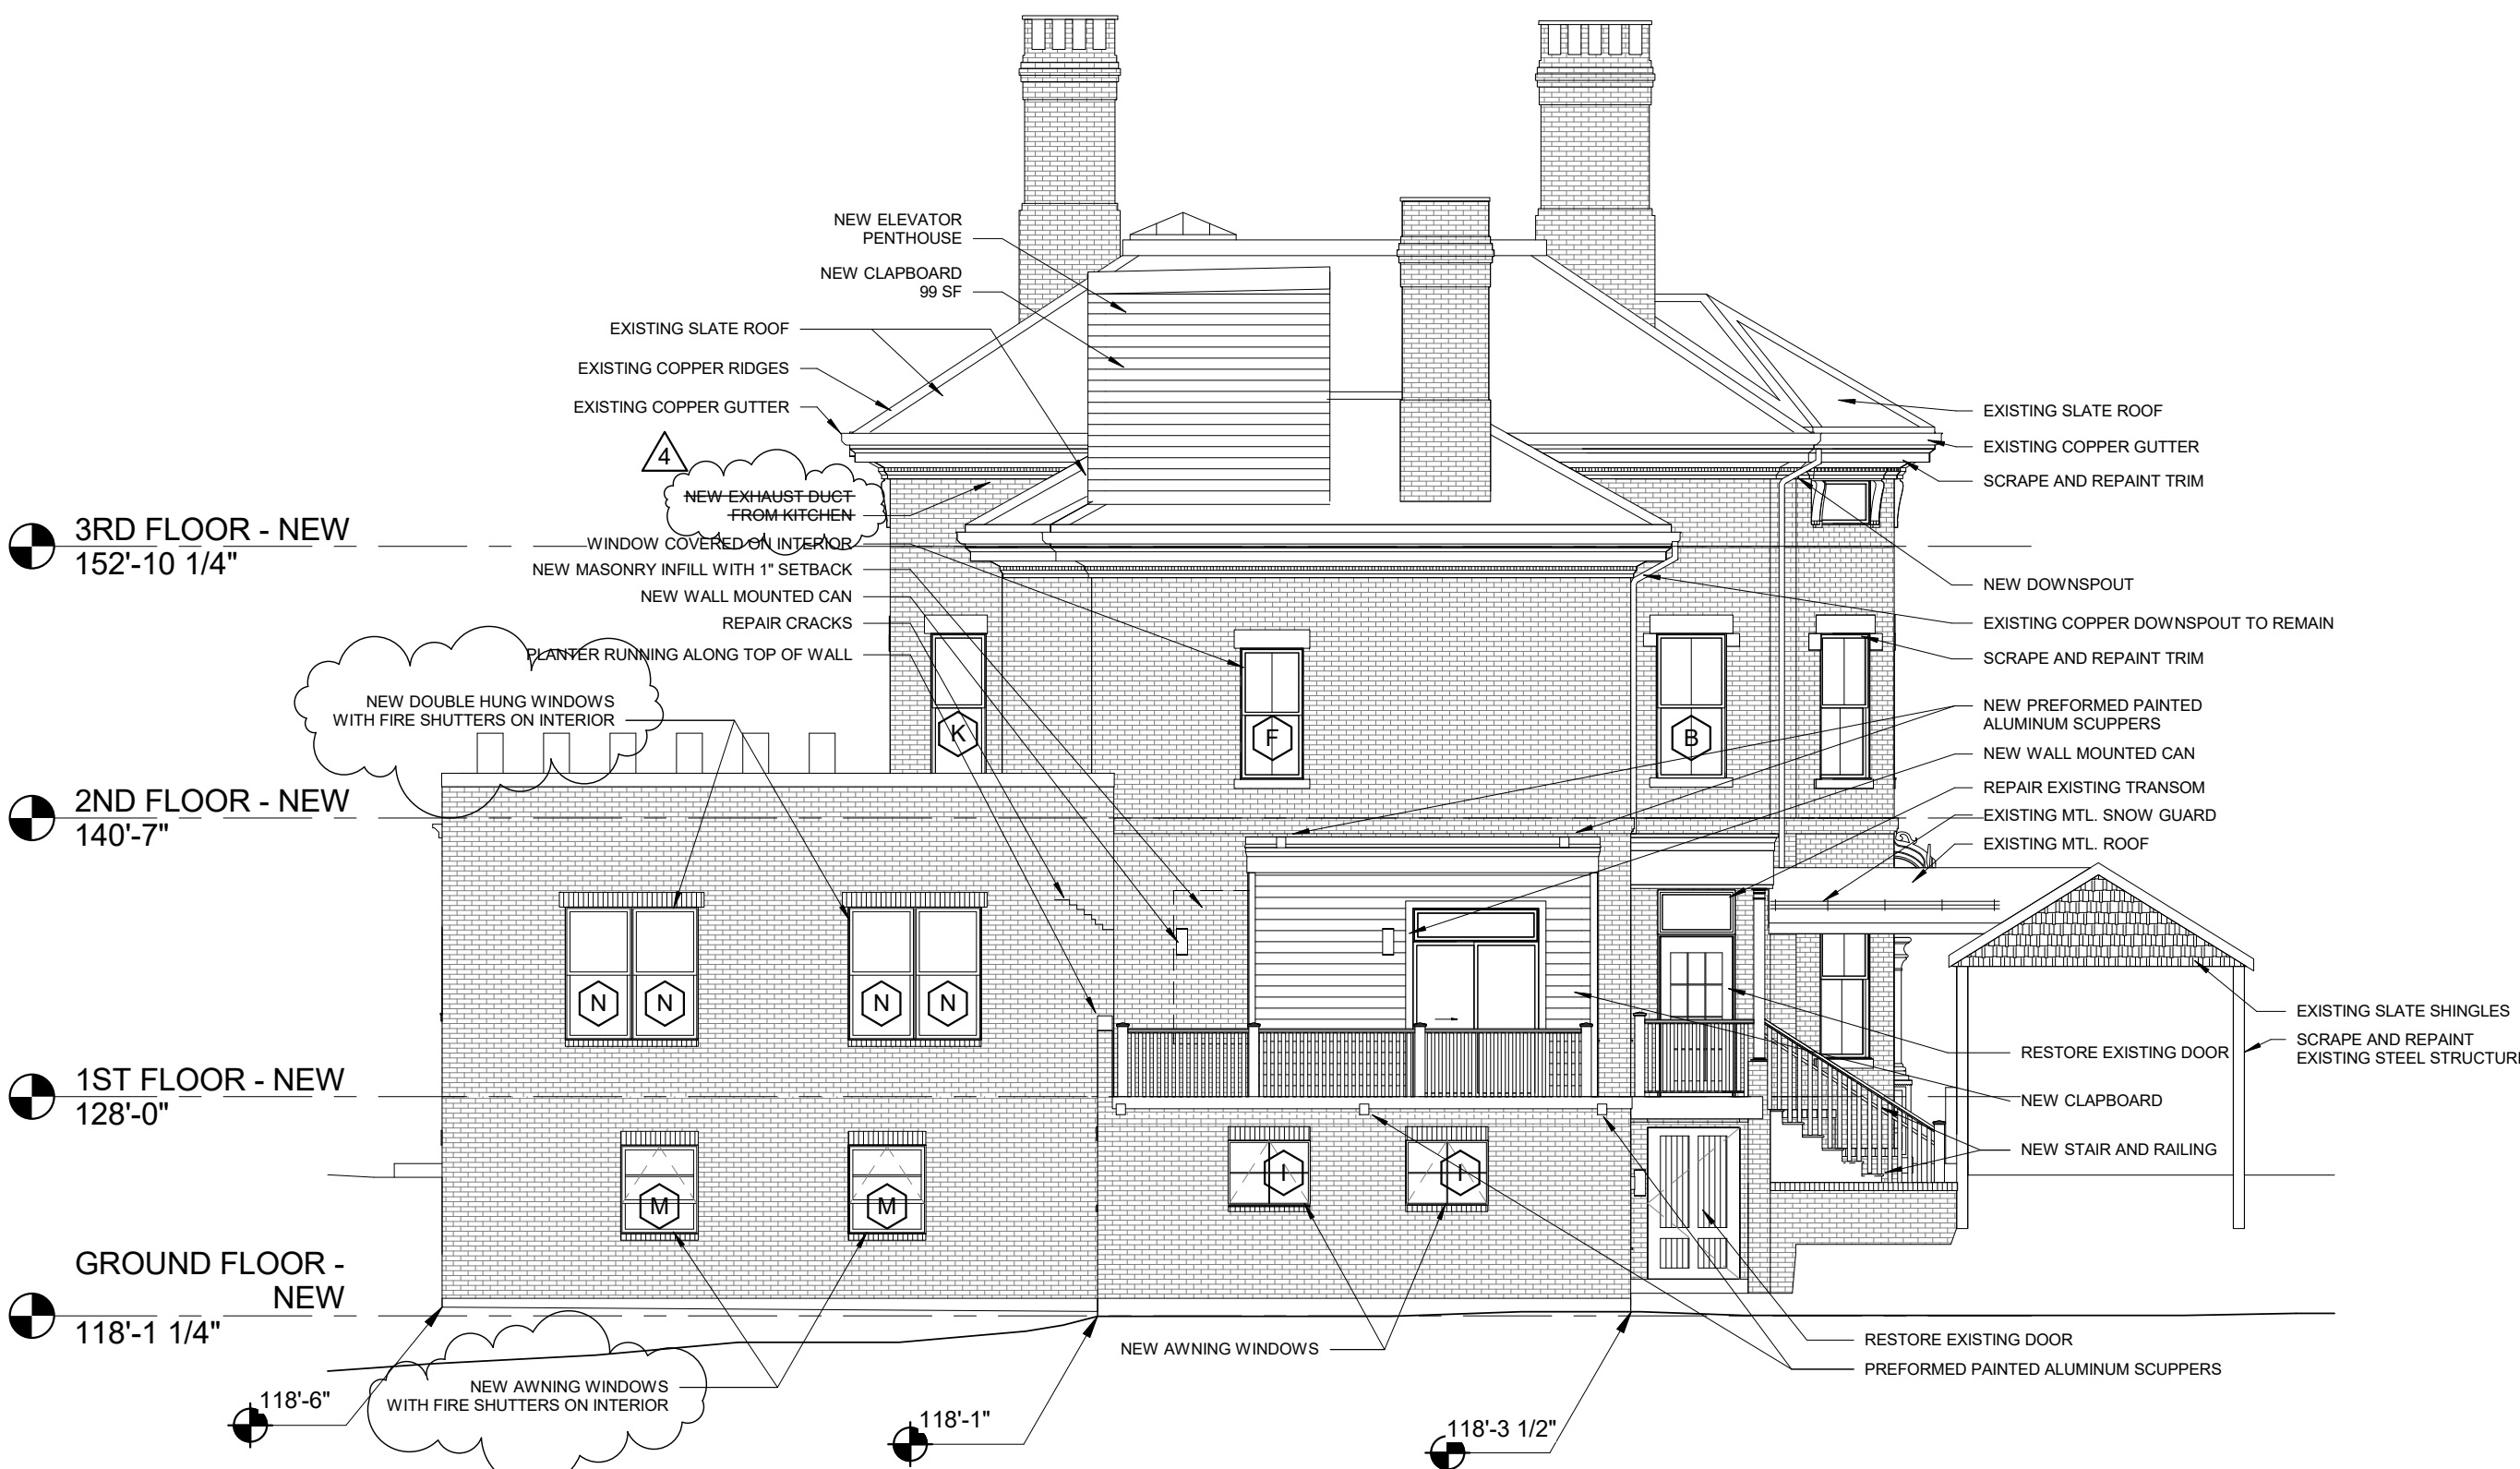 NEW ELEVATOR
PENTHOUSE
NEW CLAPBOARD
99 SF
EXISTING SLATE ROOF
EXISTING COPPER RIDGES
EXISTING COPPER GUTTER
4
NEW EXHAUST DUCT
FROM KITCHEN
WINDOW COVERED ON INTERIOR
NEW MASONRY INFILL WITH 1" SETBACK
NEW WALL MOUNTED CAN
REPAIR CRACKS
PLANTER RUNNING ALONG TOP OF WALL
NEW DOUBLE HUNG WINDOWS
WITH FIRE SHUTTERS ON INTERIOR
3RD FLOOR - NEW
152'-10 1/4"
2ND FLOOR - NEW
140'-7"
1ST FLOOR - NEW
128'-0"
GROUND FLOOR -
NEW
118'-1 1/4"
K
F
B
N
N
N
N
M
M
I
I
EXISTING SLATE ROOF
EXISTING COPPER GUTTER
SCRAPE AND REPAINT TRIM
NEW DOWNSPOUT
EXISTING COPPER DOWNSPOUT TO REMAIN
SCRAPE AND REPAINT TRIM
NEW PREFORMED PAINTED
ALUMINUM SCUPPERS
NEW WALL MOUNTED CAN
REPAIR EXISTING TRANSOM
EXISTING MTL. SNOW GUARD
EXISTING MTL. ROOF
EXISTING SLATE SHINGLES
SCRAPE AND REPAINT
EXISTING STEEL STRUCTURE
RESTORE EXISTING DOOR
NEW CLAPBOARD
NEW STAIR AND RAILING
RESTORE EXISTING DOOR
PREFORMED PAINTED ALUMINUM SCUPPERS
NEW AWNING WINDOWS
NEW AWNING WINDOWS
WITH FIRE SHUTTERS ON INTERIOR
118'-6"
118'-1"
118'-3 1/2"